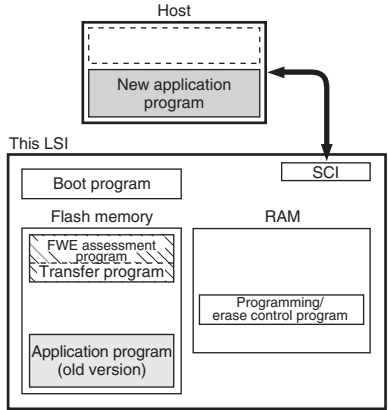 Host
New application
program
This LSI
SCI
Boot program
Flash memory
RAM
FWE assessment
program
Transfer program
Programming/
erase control program
Application program
(old version)